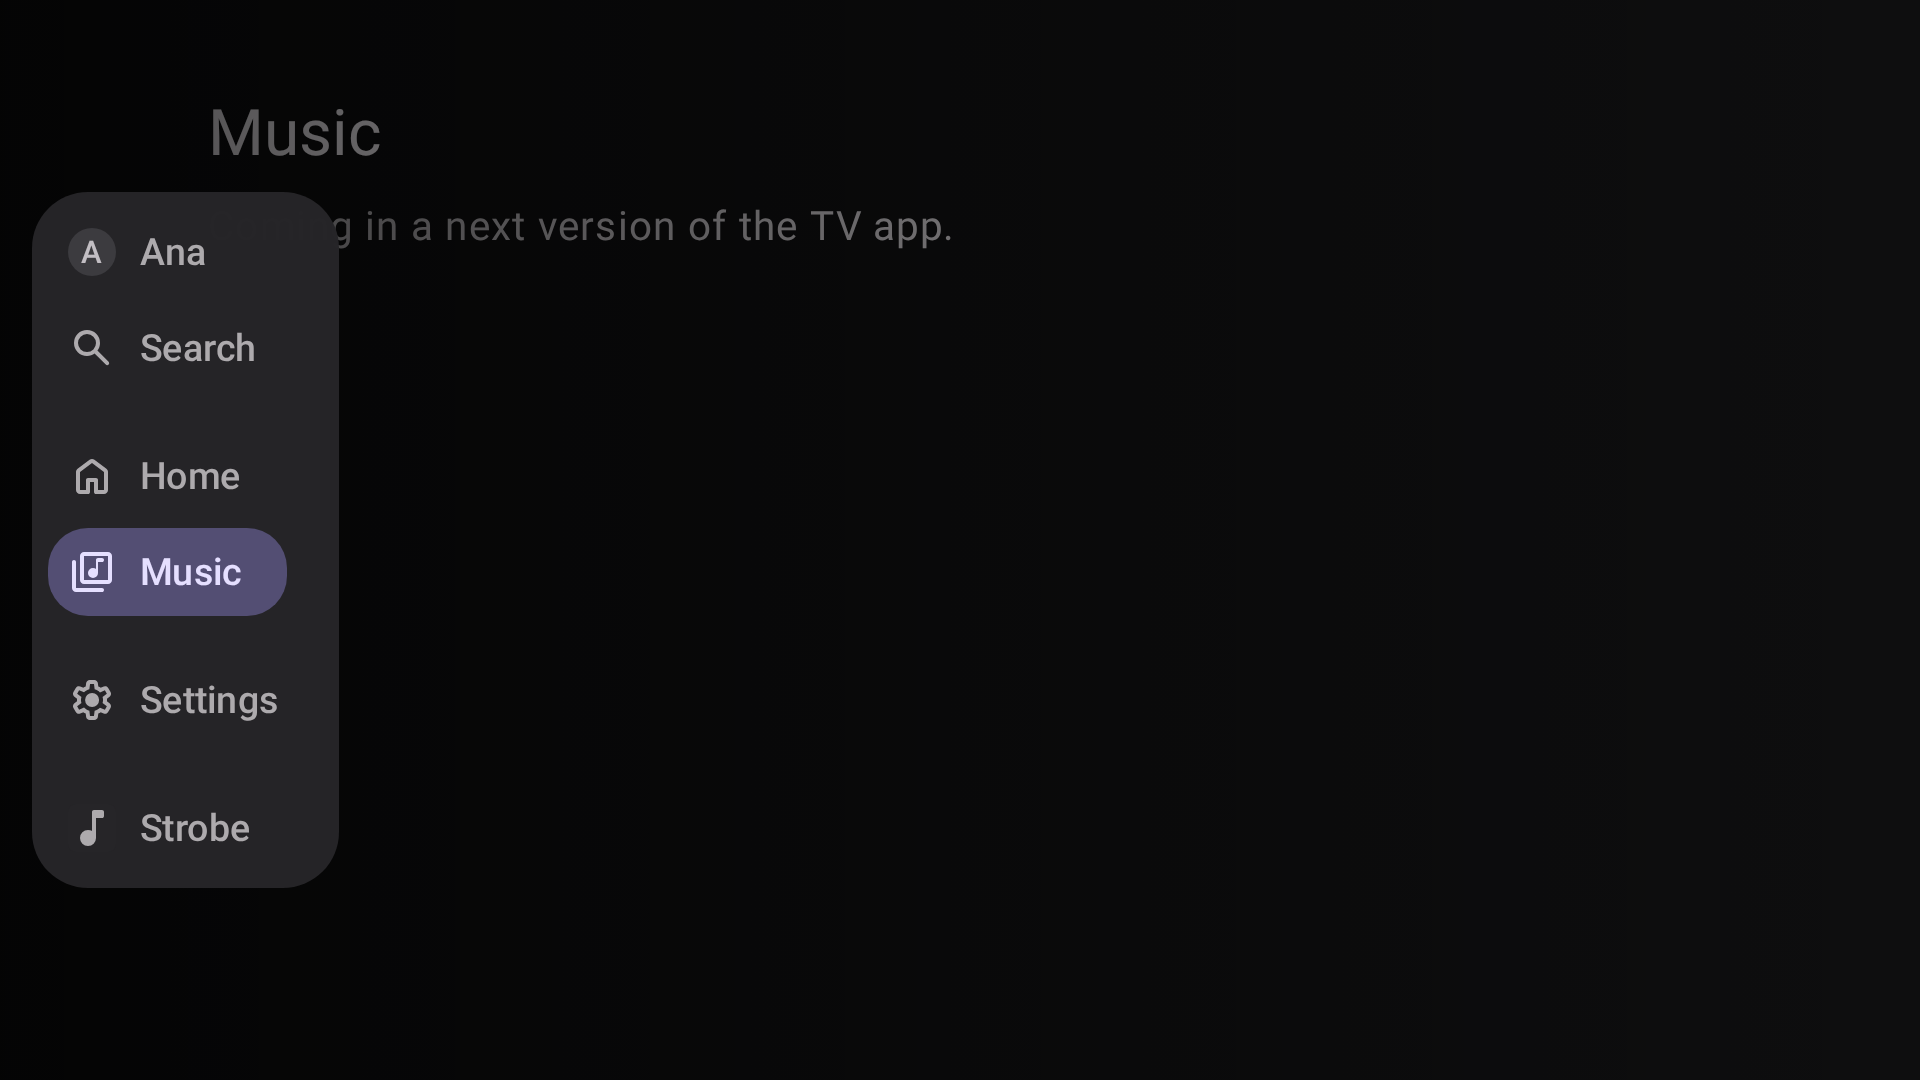 Music
in a next version of the TV app.
A Ana
Search
Home
Music
Settings
Strobe